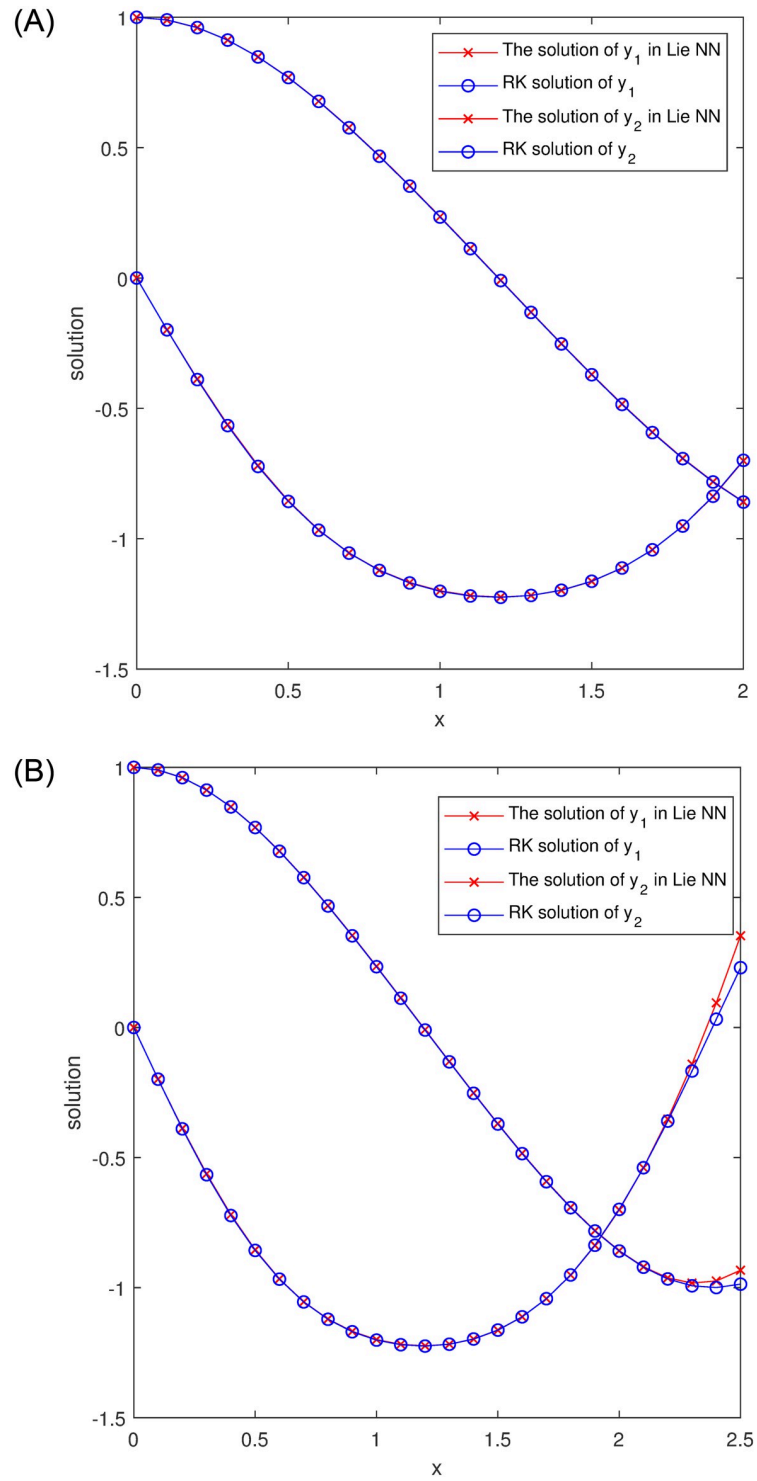 (A)
1
0.5
0
-0.5
-1
-1.5
0
0.5
1
1.5
2
solution
x
The solution of y1 in Lie NN
RK solution of y1
The solution of y2 in Lie NN
RK solution of y2
(B)
1
0.5
0
-0.5
-1
-1.5
0
0.5
1
1.5
2
2.5
solution
x
The solution of y1 in Lie NN
RK solution of y1
The solution of y2 in Lie NN
RK solution of y2